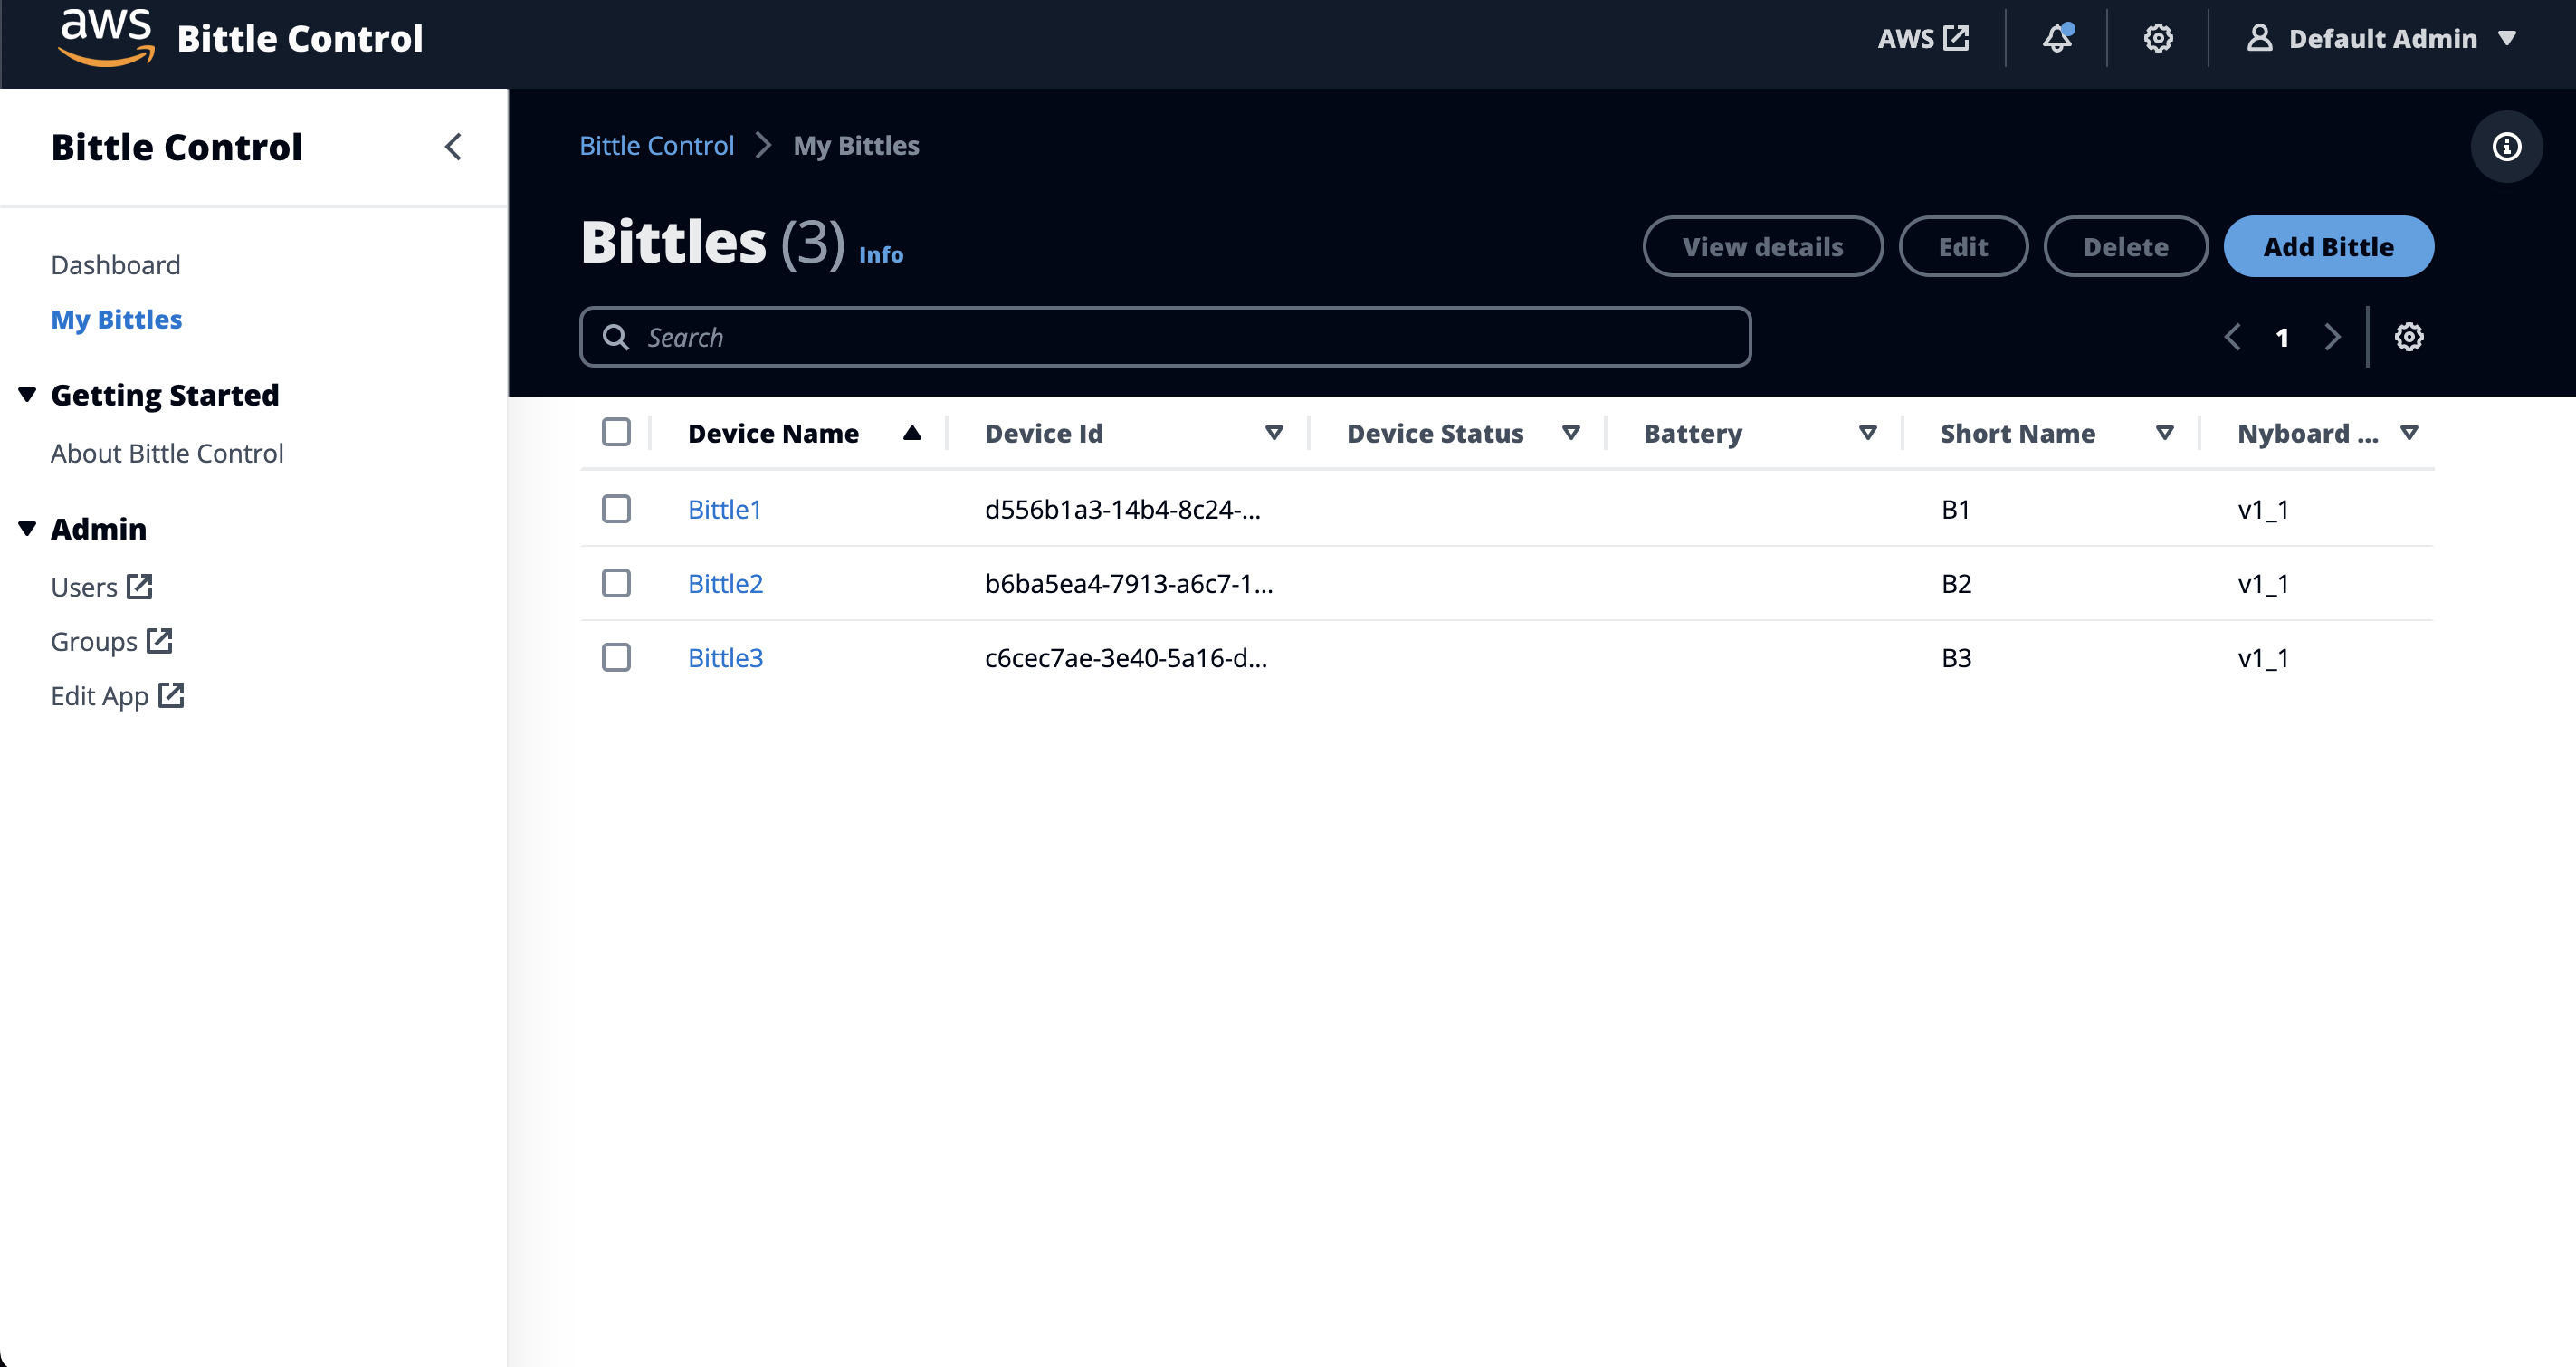 aws Bittle Control AWS Default Admin
Bittle Control
Dashboard
My Bittles
Getting Started
About Bittle Control
Admin
Users
Groups
Edit App
Bittle Control My Bittles
Bittles (3) Info View details Edit Delete Add Bittle
Search 1
Device Name Device Id Device Status Battery Short Name Nyboard ...
Bittle1 d556b1a3-14b4-8c24-... B1 v1_1
Bittle2 b6ba5ea4-7913-a6c7-1... B2 v1_1
Bittle3 c6cec7ae-3e40-5a16-d... B3 v1_1